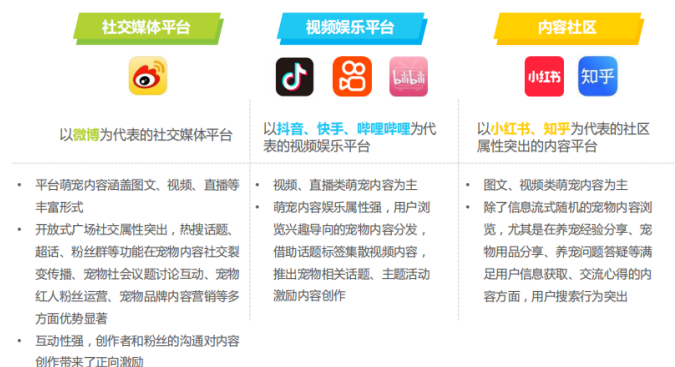 社交媒体平台
以微博为代表的社交媒体平台
• 平台萌宠内容涵盖图文、视频、直播等
丰富形式
• 开放式广场社交属性突出，热搜话题、
超话、粉丝群等功能在宠物内容社交裂
变传播、宠物社会议题讨论互动、宠物
红人粉丝运营、宠物品牌内容营销等多
方面优势显著
• 互动性强，创作者和粉丝的沟通对内容
创作带来了正向激励
视频娱乐平台
bilibili
以抖音、快手、哔哩哔哩为代
表的视频娱乐平台
• 视频、直播类萌宠内容为主
• 萌宠内容娱乐属性强，用户浏
览兴趣导向的宠物内容分发，
借助话题标签集散视频内容，
推出宠物相关话题、主题活动
激励内容创作
内容社区
小红书
知乎
以小红书、知乎为代表的社区
属性突出的内容平台
• 图文、视频类萌宠内容为主
• 除了信息流式随机的宠物内容浏
览，尤其是在养宠经验分享、宠
物用品分享、养宠问题答疑等满
足用户信息获取、交流心得的内
容方面，用户搜索行为突出